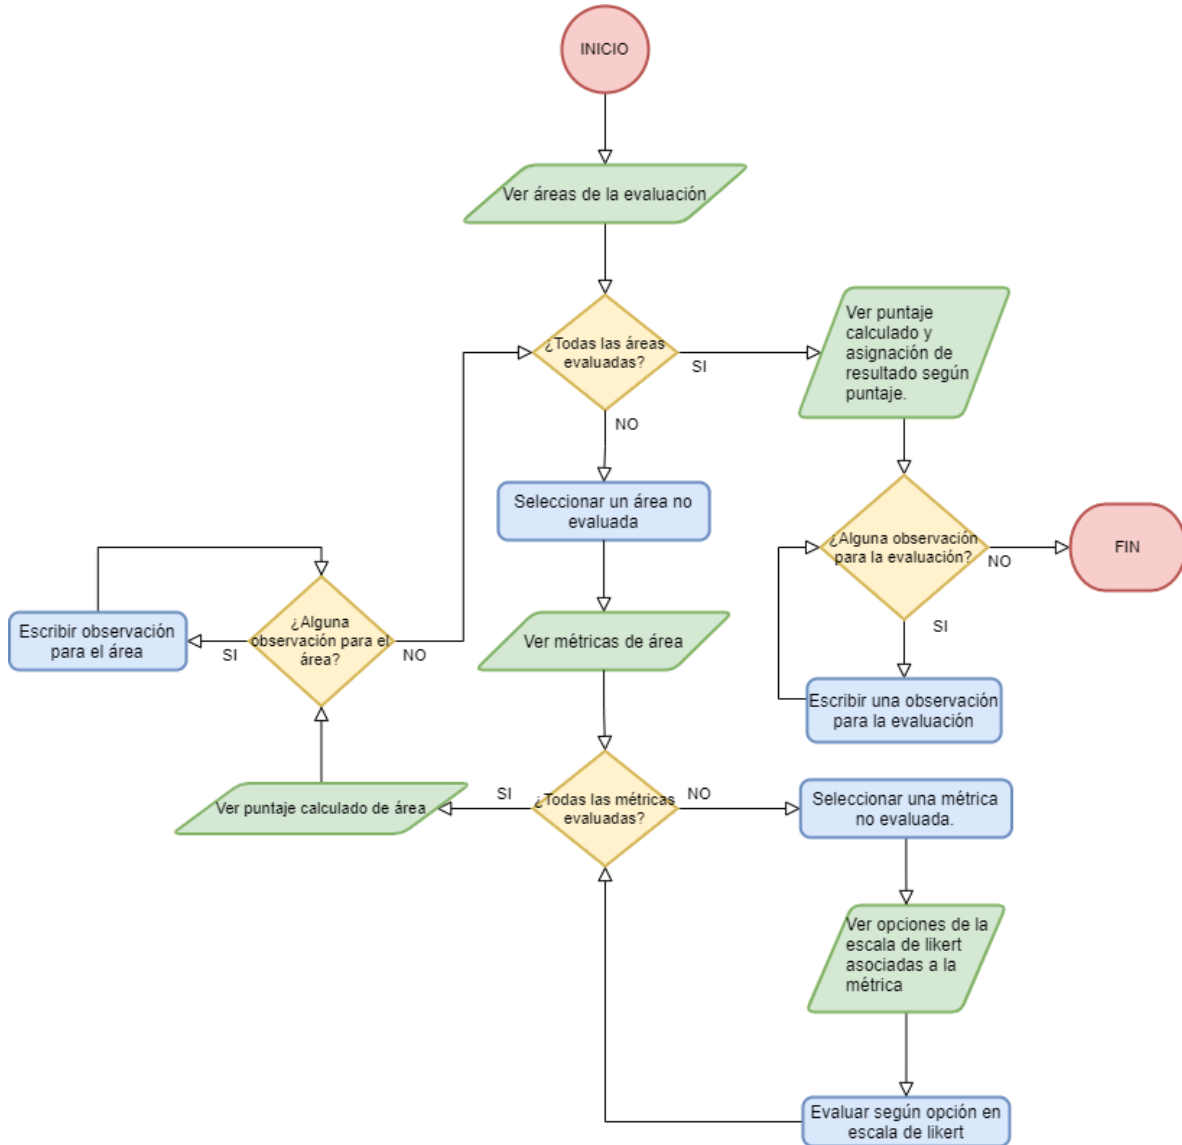 INICIO
Ver áreas de la evaluación
¿Todas las áreas
evaluadas?
SI
NO
Ver puntaje
calculado y
asignación de
resultado según
puntaje.
Seleccionar un área no
evaluada
¿Alguna observación
para la evaluación?
NO
SI
FIN
Escribir una observación
para la evaluación
Ver métricas de área
¿Alguna
observación para el
área?
SI
NO
Escribir observación
para el área
¿Todas las métricas
evaluadas?
SI
NO
Ver puntaje calculado de área
Seleccionar una métrica
no evaluada.
Ver opciones de la
escala de likert
asociadas a la
métrica
Evaluar según opción en
escala de likert